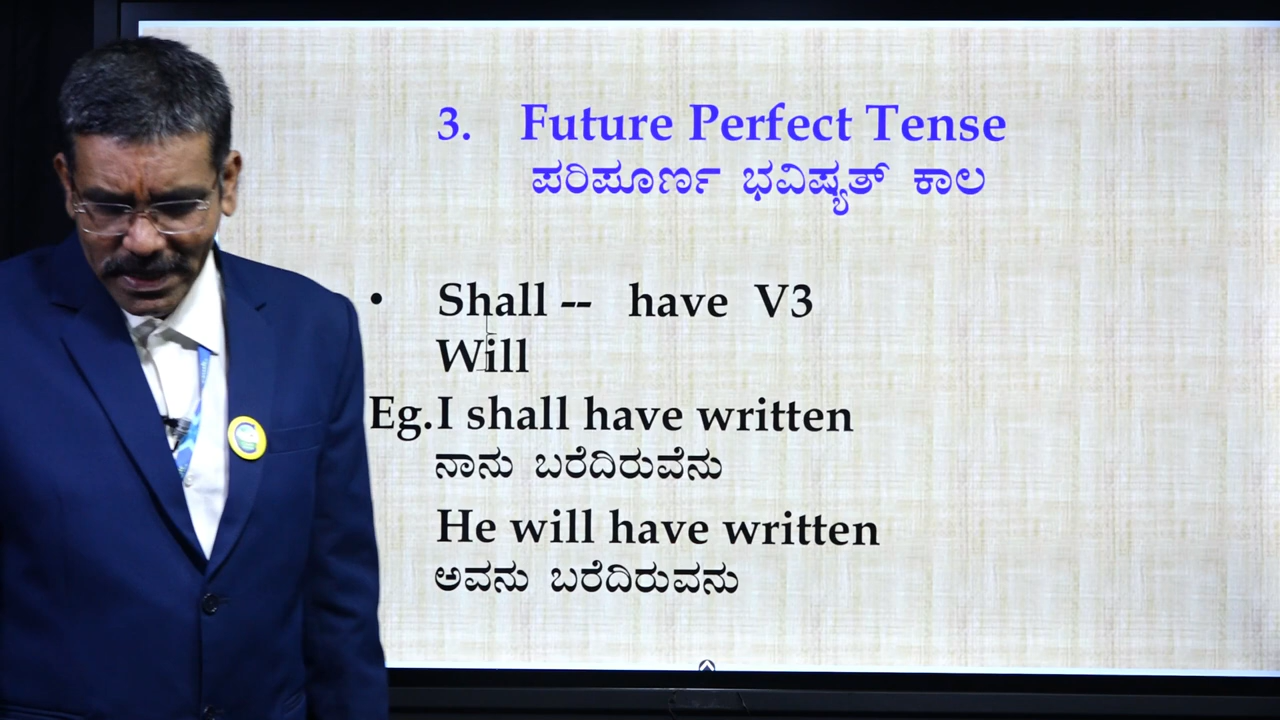 3. Future Perfect Tense
ಪರಿಪೂರ್ಣ ಭವಿಷ್ಯತ್ ಕಾಲ
• Shall -- have V3
Will
Eg. I shall have written
ನಾನು ಬರೆದಿರುವೆನು
He will have written
ಅವನು ಬರೆದಿರುವನು